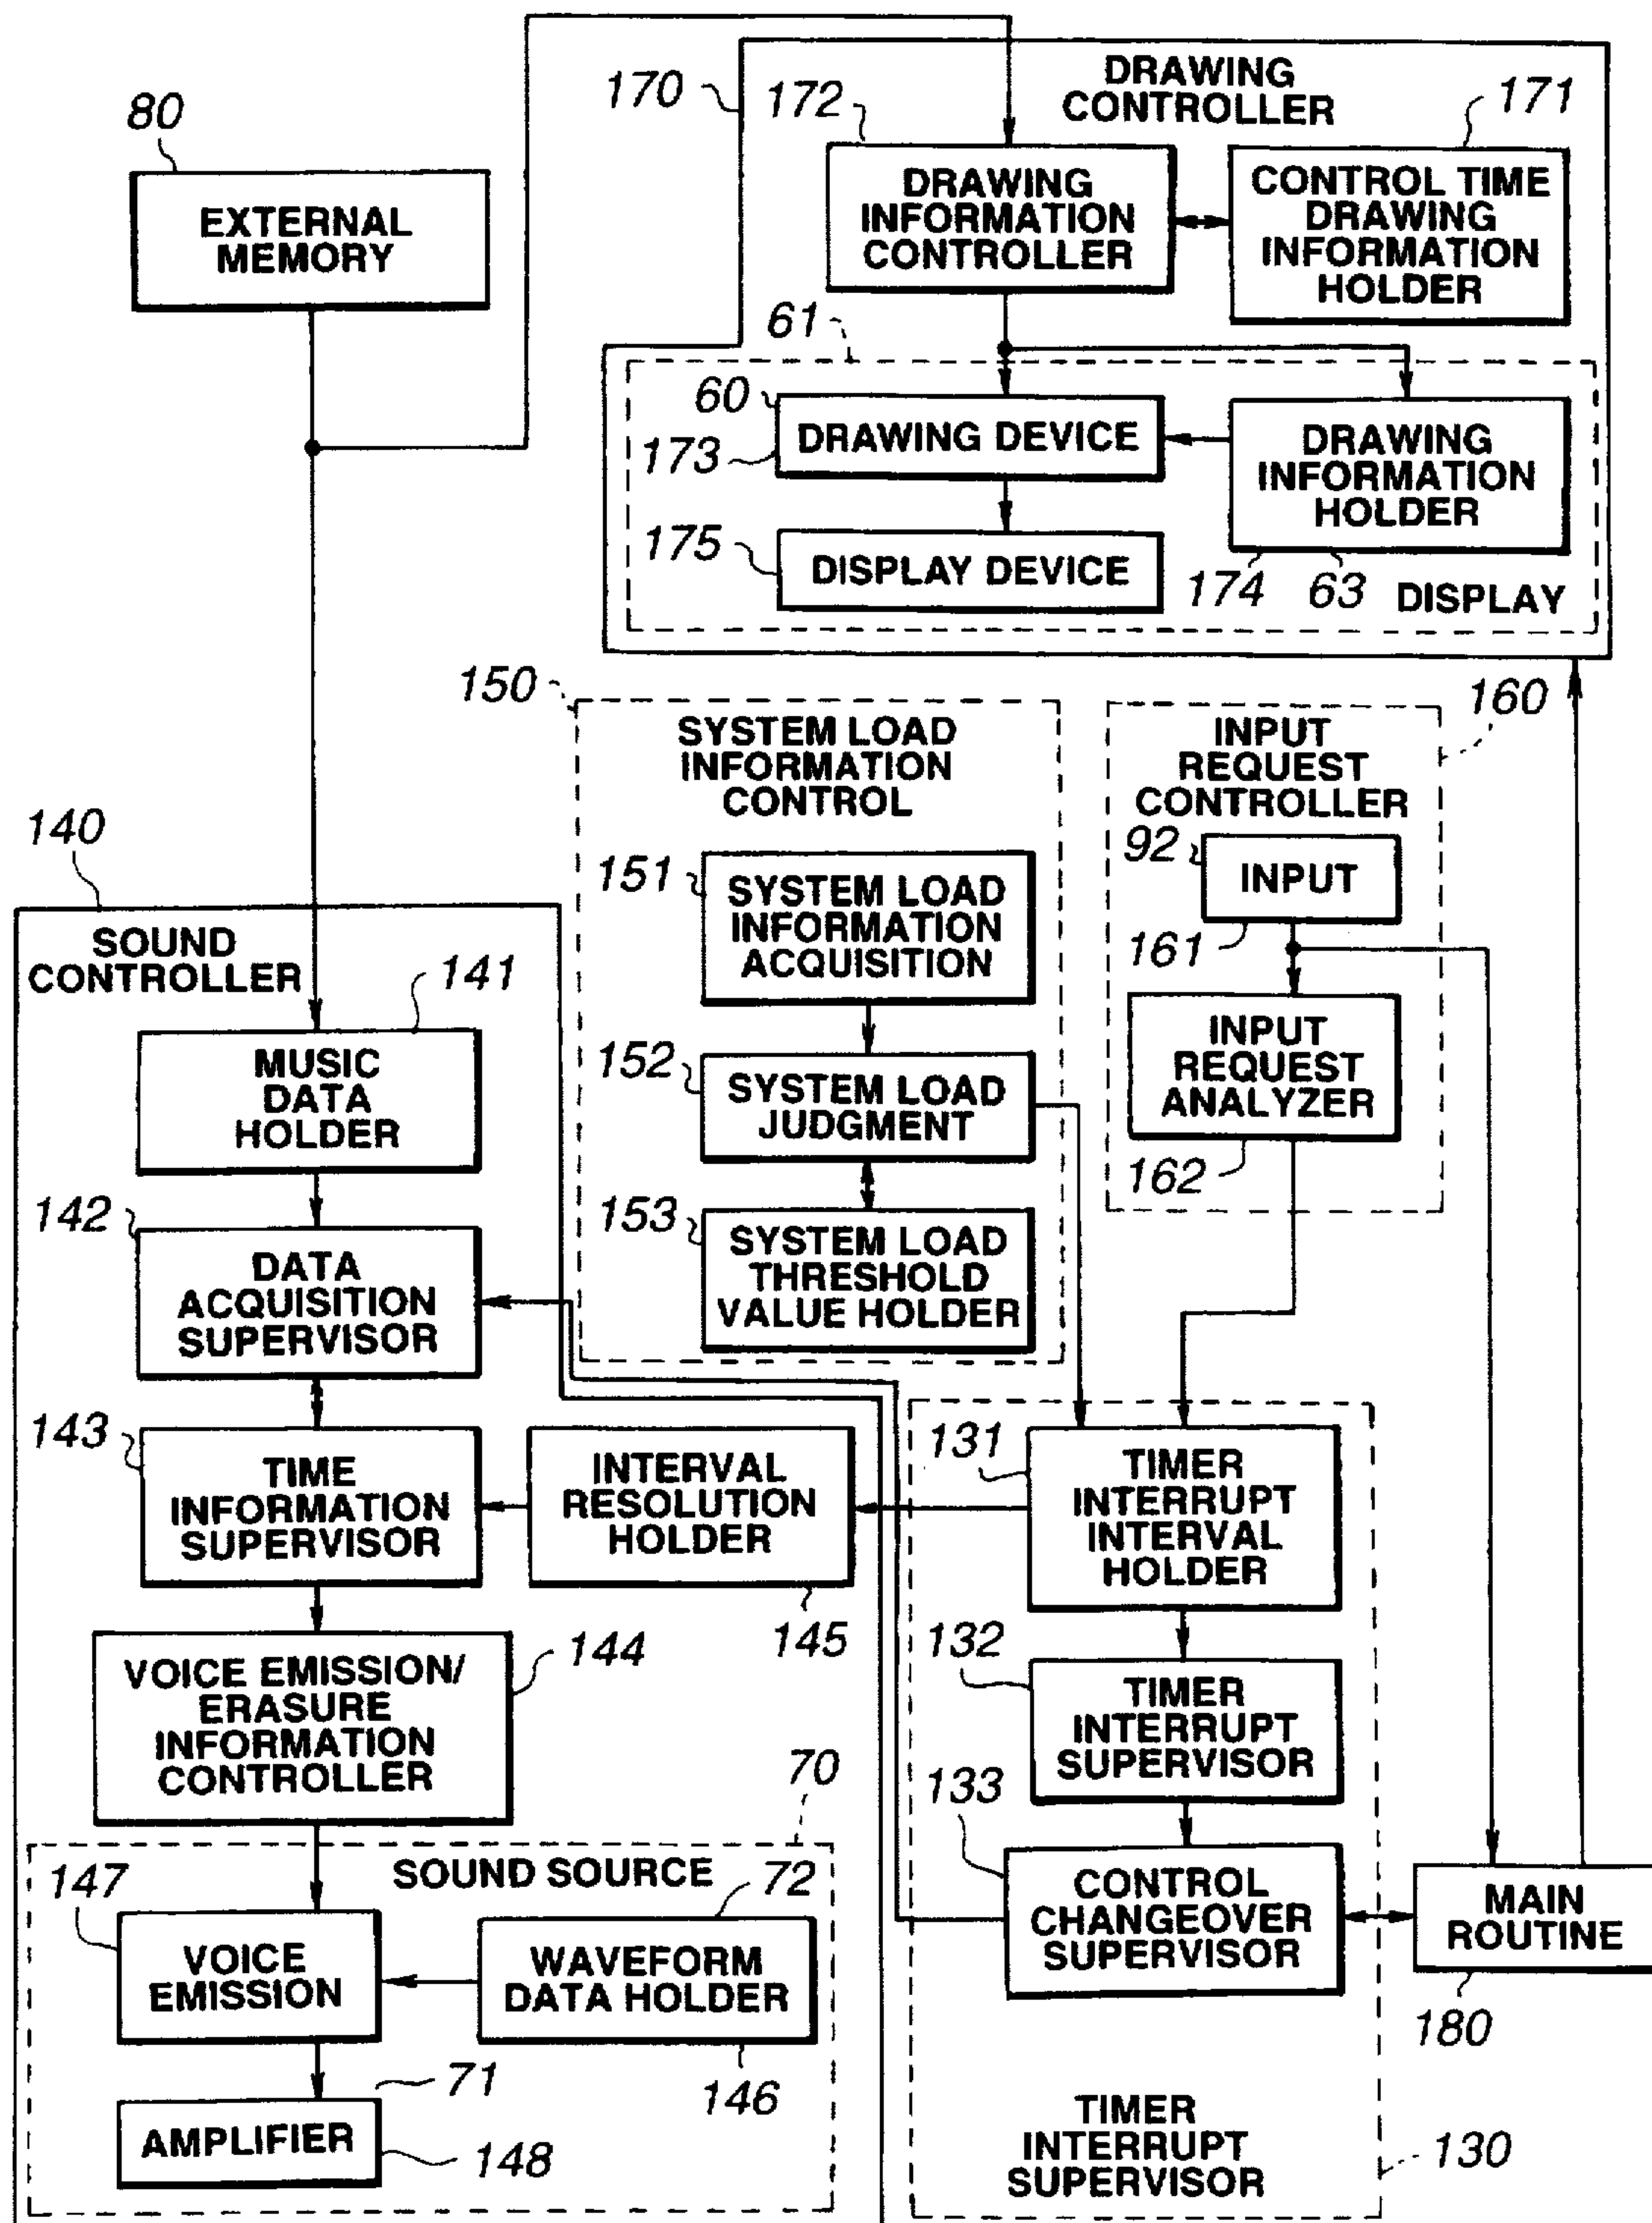 170
172
DRAWING
CONTROLLER
171
80
EXTERNAL
MEMORY
DRAWING
INFORMATION
CONTROLLER
CONTROL TIME
DRAWING
INFORMATION
HOLDER
61
60
173
DRAWING DEVICE
DRAWING
INFORMATION
HOLDER
175
DISPLAY DEVICE
174
63
DISPLAY
150
SYSTEM LOAD
INFORMATION
CONTROL
151
SYSTEM LOAD
INFORMATION
ACQUISITION
152
SYSTEM LOAD
JUDGMENT
153
SYSTEM LOAD
THRESHOLD
VALUE HOLDER
160
INPUT
REQUEST
CONTROLLER
92
INPUT
161
INPUT
REQUEST
ANALYZER
162
140
SOUND
CONTROLLER
141
MUSIC
DATA
HOLDER
142
DATA
ACQUISITION
SUPERVISOR
143
TIME
INFORMATION
SUPERVISOR
INTERVAL
RESOLUTION
HOLDER
145
VOICE EMISSION/
ERASURE
INFORMATION
CONTROLLER
144
70
SOUND SOURCE
147
VOICE
EMISSION
72
WAVEFORM
DATA HOLDER
146
71
AMPLIFIER
148
131
TIMER
INTERRUPT
INTERVAL
HOLDER
132
TIMER
INTERRUPT
SUPERVISOR
133
CONTROL
CHANGEOVER
SUPERVISOR
MAIN
ROUTINE
180
TIMER
INTERRUPT
SUPERVISOR
130